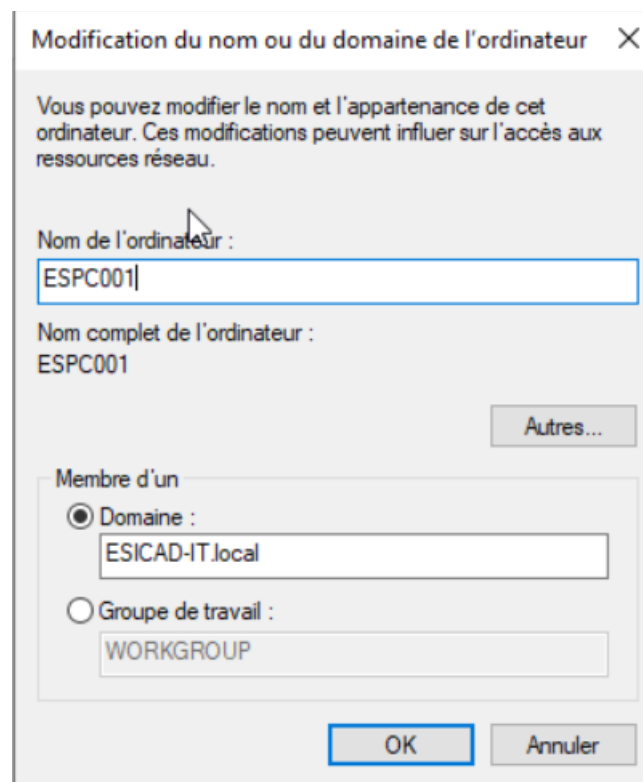 Modification du nom ou du domaine de l'ordinateur
Vous pouvez modifier le nom et l'appartenance de cet
ordinateur. Ces modifications peuvent influer sur l'accès aux
ressources réseau.
Nom de l'ordinateur :
ESPC001
Nom complet de l'ordinateur :
ESPC001
Autres...
Membre d'un
Domaine :
ESICAD-IT.local
Groupe de travail :
WORKGROUP
OK Annuler